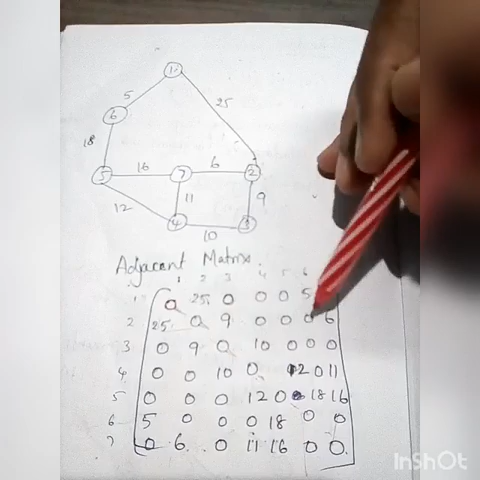 1
5
25
6
18
16
6
5
7
2
12
11
9
4
3
10
Adjacant Matrix
1 2 3 4 5 6
1 0 25 0 0 0 5
2 25 0 9 0 0 0 6
3 0 9 0 10 0 0 0
4 0 0 10 0 12 0 11
5 0 0 0 12 0 18 16
6 5 0 0 0 18 0 0
7 0 6 0 11 16 0 0
InShOt